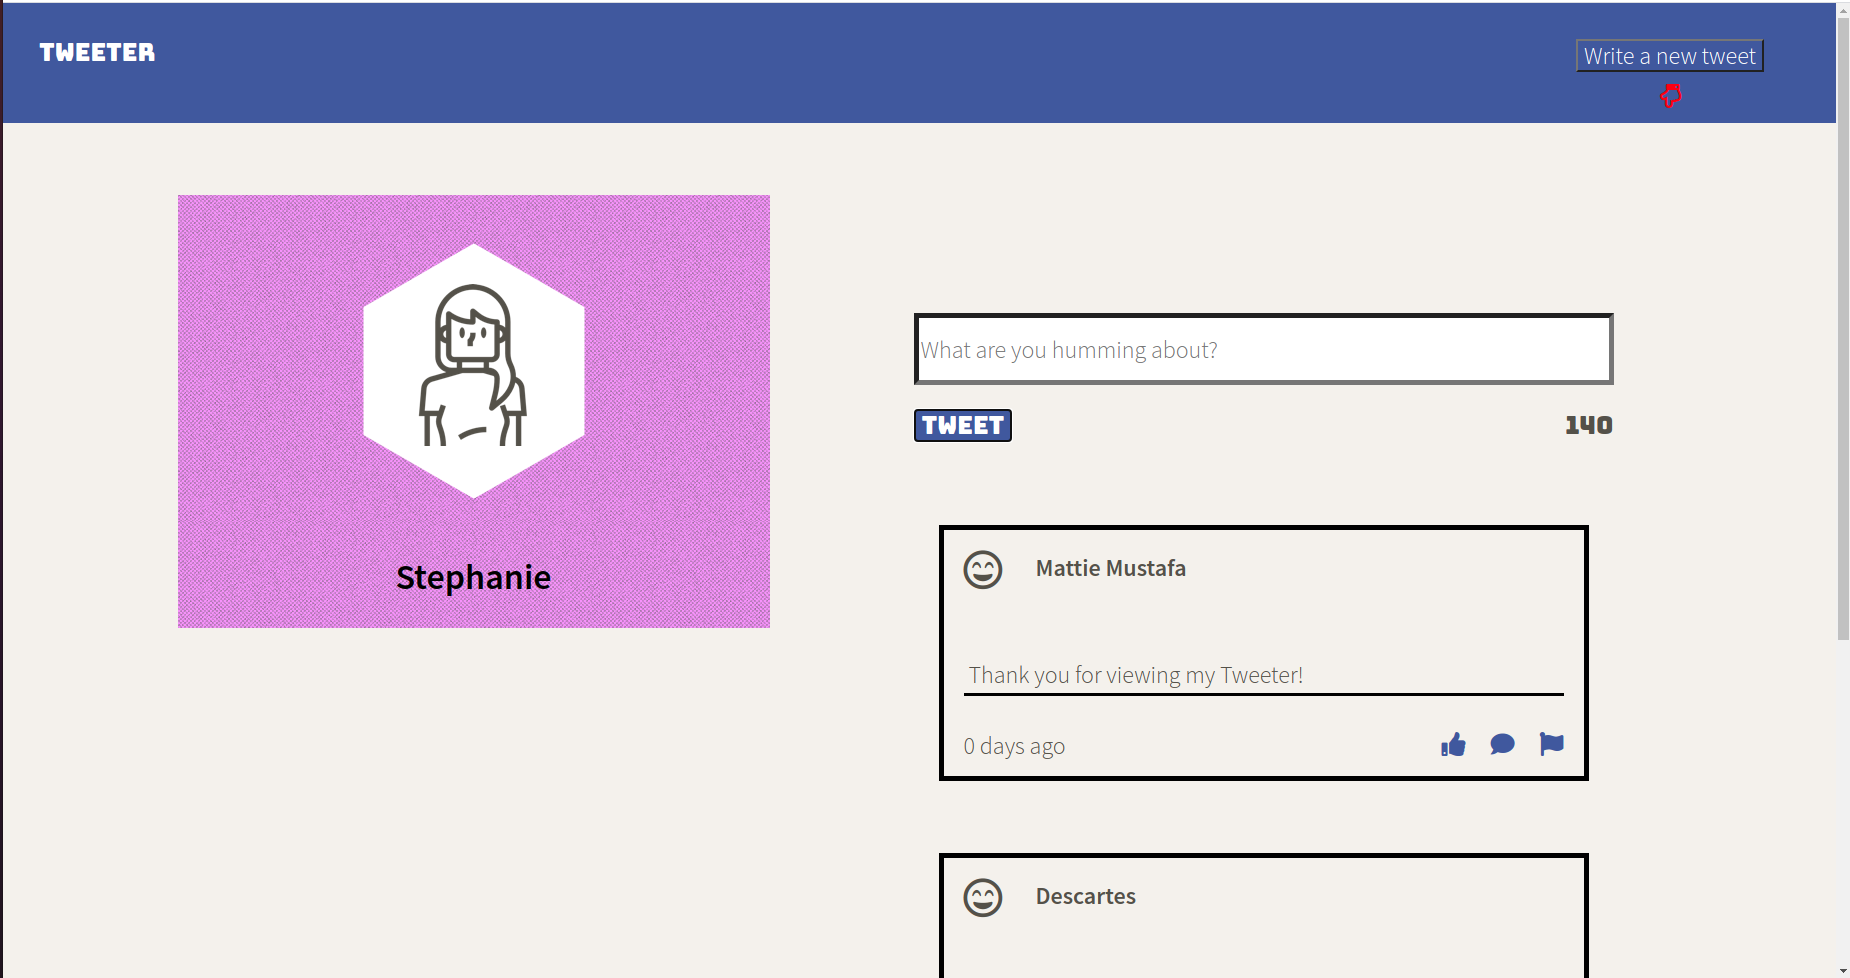 TWEETER
Write a new tweet
Stephanie
What are you humming about?
TWEET
140
Mattie Mustafa
Thank you for viewing my Tweeter!
0 days ago
Descartes